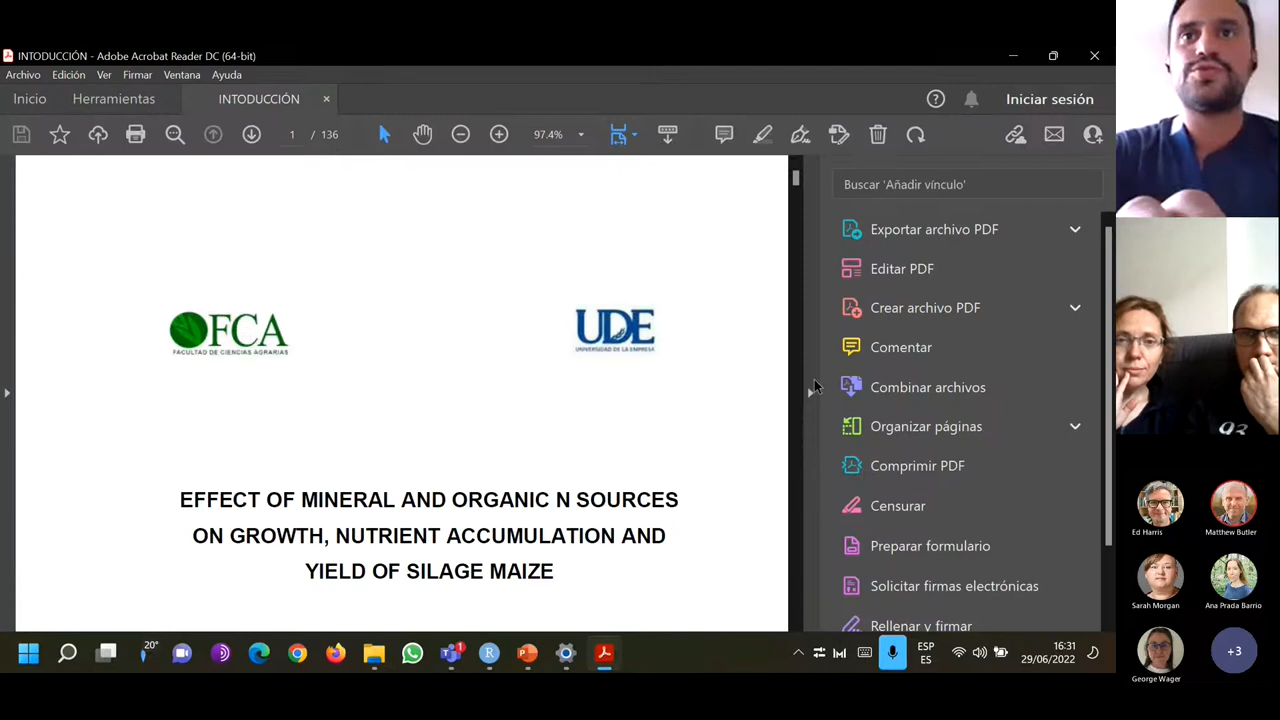 INTODUCCIÓN - Adobe Acrobat Reader DC (64-bit)
Archivo Edición Ver Firmar Ventana Ayuda
Inicio Herramientas INTODUCCIÓN × Iniciar sesión
1 / 136 97.4%
Buscar 'Añadir vínculo'
Exportar archivo PDF
Editar PDF
Crear archivo PDF
Comentar
Combinar archivos
Organizar páginas
Comprimir PDF
Censurar
Preparar formulario
Solicitar firmas electrónicas
Rellenar y firmar
FCA
FACULTAD DE CIENCIAS AGRARIAS
UDE
UNIVERSIDAD DE LA EMPRESA
EFFECT OF MINERAL AND ORGANIC N SOURCES
ON GROWTH, NUTRIENT ACCUMULATION AND
YIELD OF SILAGE MAIZE
93
Ed Harris Matthew Butler
Sarah Morgan Ana Prada Barrio
George Wager +3
20°
1
R
ESP
ES
16:31
29/06/2022